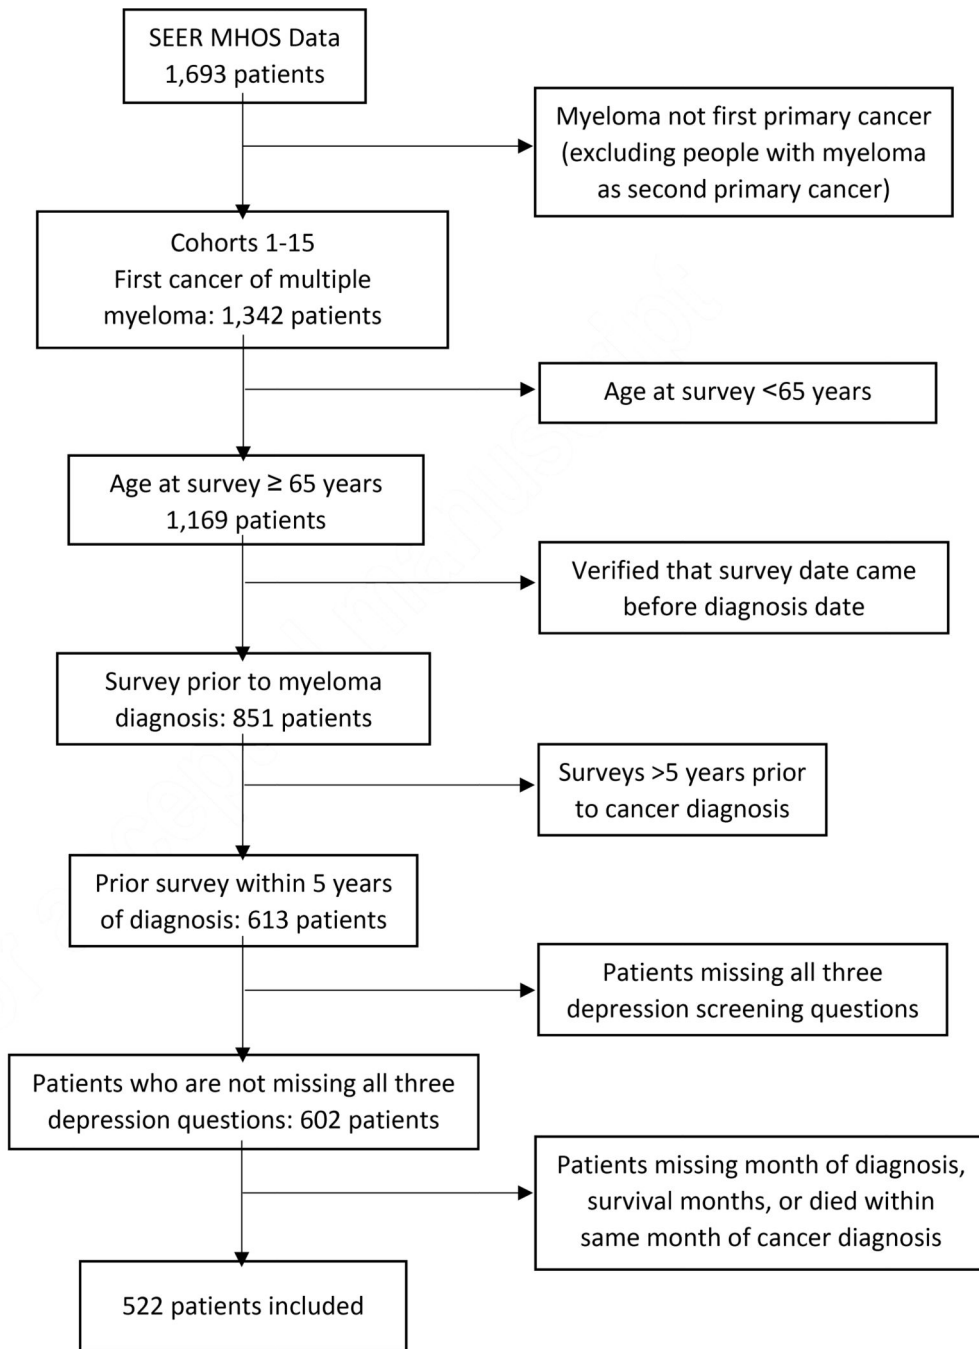 SEER MHOS Data
1,693 patients
Myeloma not first primary cancer
(excluding people with myeloma
as second primary cancer)
Cohorts 1-15
First cancer of multiple
myeloma: 1,342 patients
Age at survey <65 years
Age at survey ≥ 65 years
1,169 patients
Verified that survey date came
before diagnosis date
Survey prior to myeloma
diagnosis: 851 patients
Surveys >5 years prior
to cancer diagnosis
Prior survey within 5 years
of diagnosis: 613 patients
Patients missing all three
depression screening questions
Patients who are not missing all three
depression questions: 602 patients
Patients missing month of diagnosis,
survival months, or died within
same month of cancer diagnosis
522 patients included